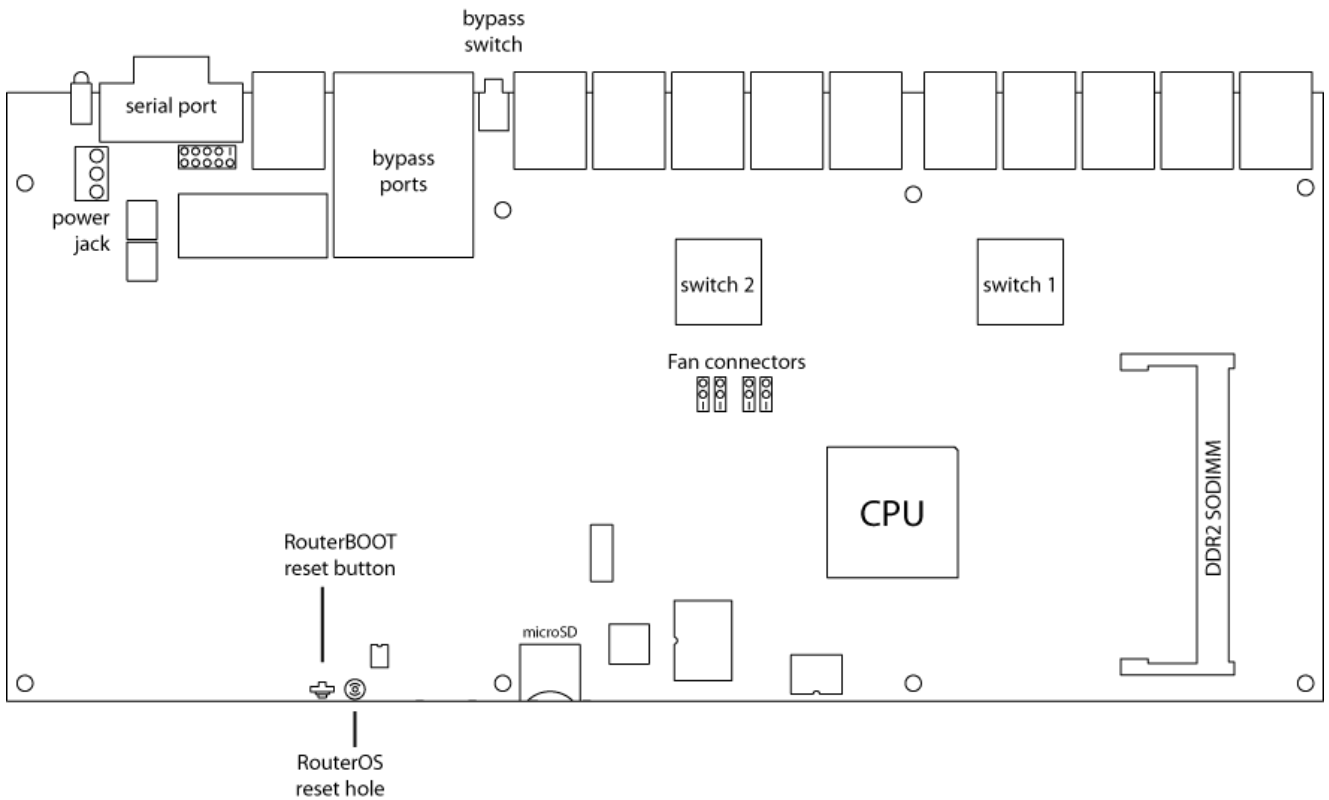 bypass
switch
serial port
bypass
ports
power
jack
switch 2
switch 1
Fan connectors
CPU
DDR2 SODIMM
RouterBOOT
reset button
microSD
RouterOS
reset hole